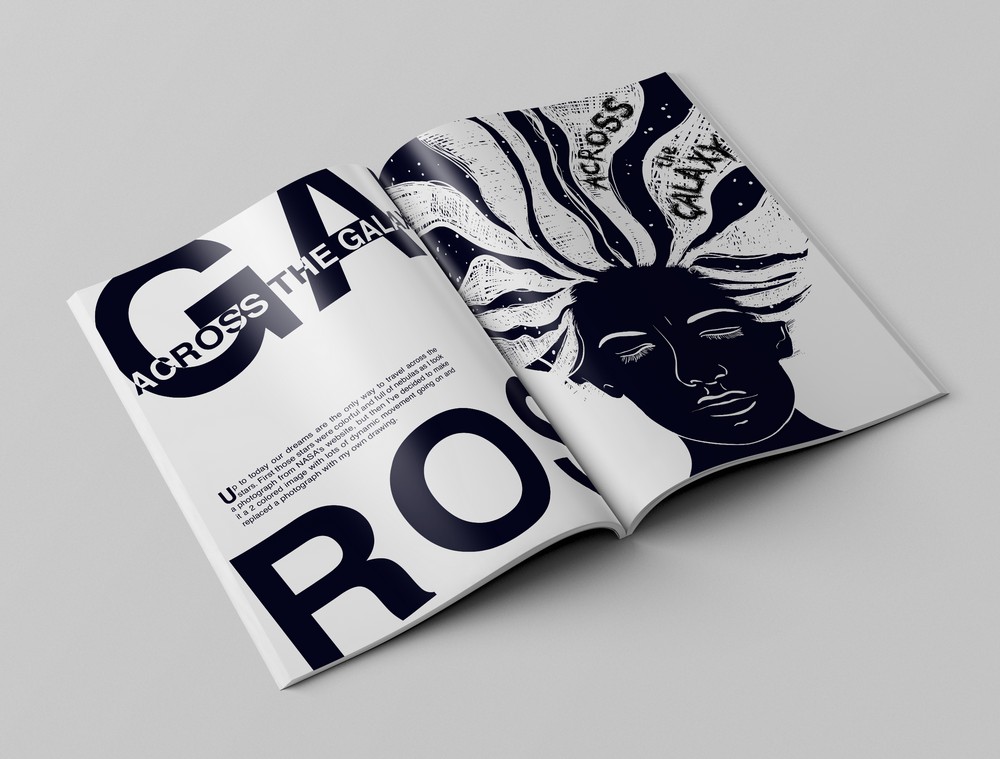 GA
ACROSS THE GALA
Up to today our dreams are the only way to travel across the
stars. First those stars were colorful and full of nebulas as I took
a photograph from NASA's website, but then I've decided to make
it a 2 colored image with lots of dynamic movement going on and
replaced a photograph with my own drawing.
ROS
ACROSS
the
GALAXY